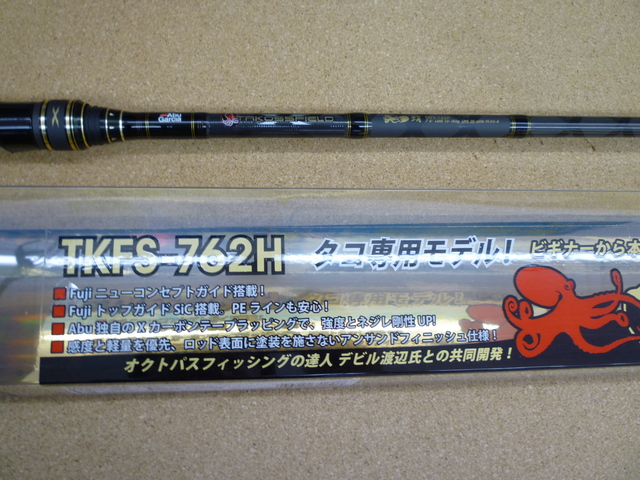 Abu Garcia
TAKOSFIELD
TKFS-762H タコ専用モデル! ビギナーから本
Fuji ニューコンセプトガイド搭載!
Fuji トップガイド SiC 搭載。PE ラインも安心!
Abu 独自の X カーボンテープラッピングで、強度とネジレ剛性 UP!
感度と軽量を優先、ロッド表面に塗装を施さないアンサンドフィニッシュ仕様!
オクトパスフィッシングの達人 デビル渡辺氏との共同開発!